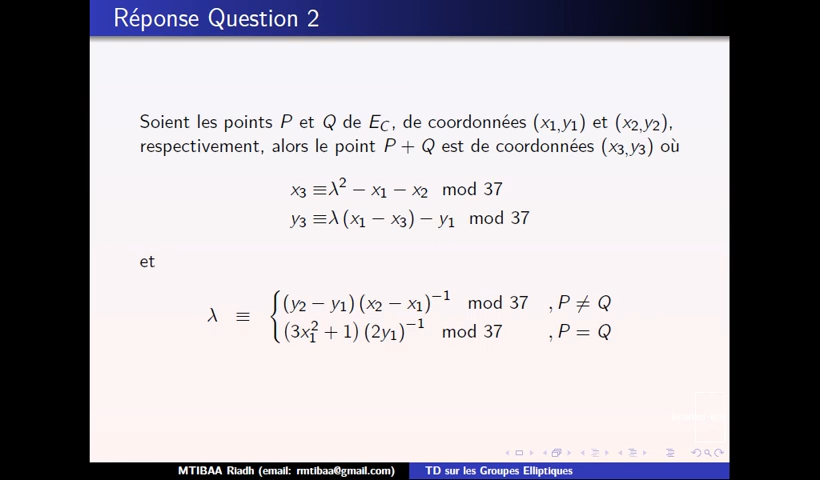 Réponse Question 2
Soient les points P et Q de E_C, de coordonnées (x₁,y₁) et (x₂,y₂),
respectivement, alors le point P + Q est de coordonnées (x₃,y₃) où
x₃ ≡ λ² − x₁ − x₂ mod 37
y₃ ≡ λ (x₁ − x₃) − y₁ mod 37
et
λ ≡ { (y₂ − y₁) (x₂ − x₁)⁻¹ mod 37 , P ≠ Q
(3x₁² + 1) (2y₁)⁻¹ mod 37 , P = Q
MTIBAA Riadh (email: rmtibaa@gmail.com) TD sur les Groupes Elliptiques